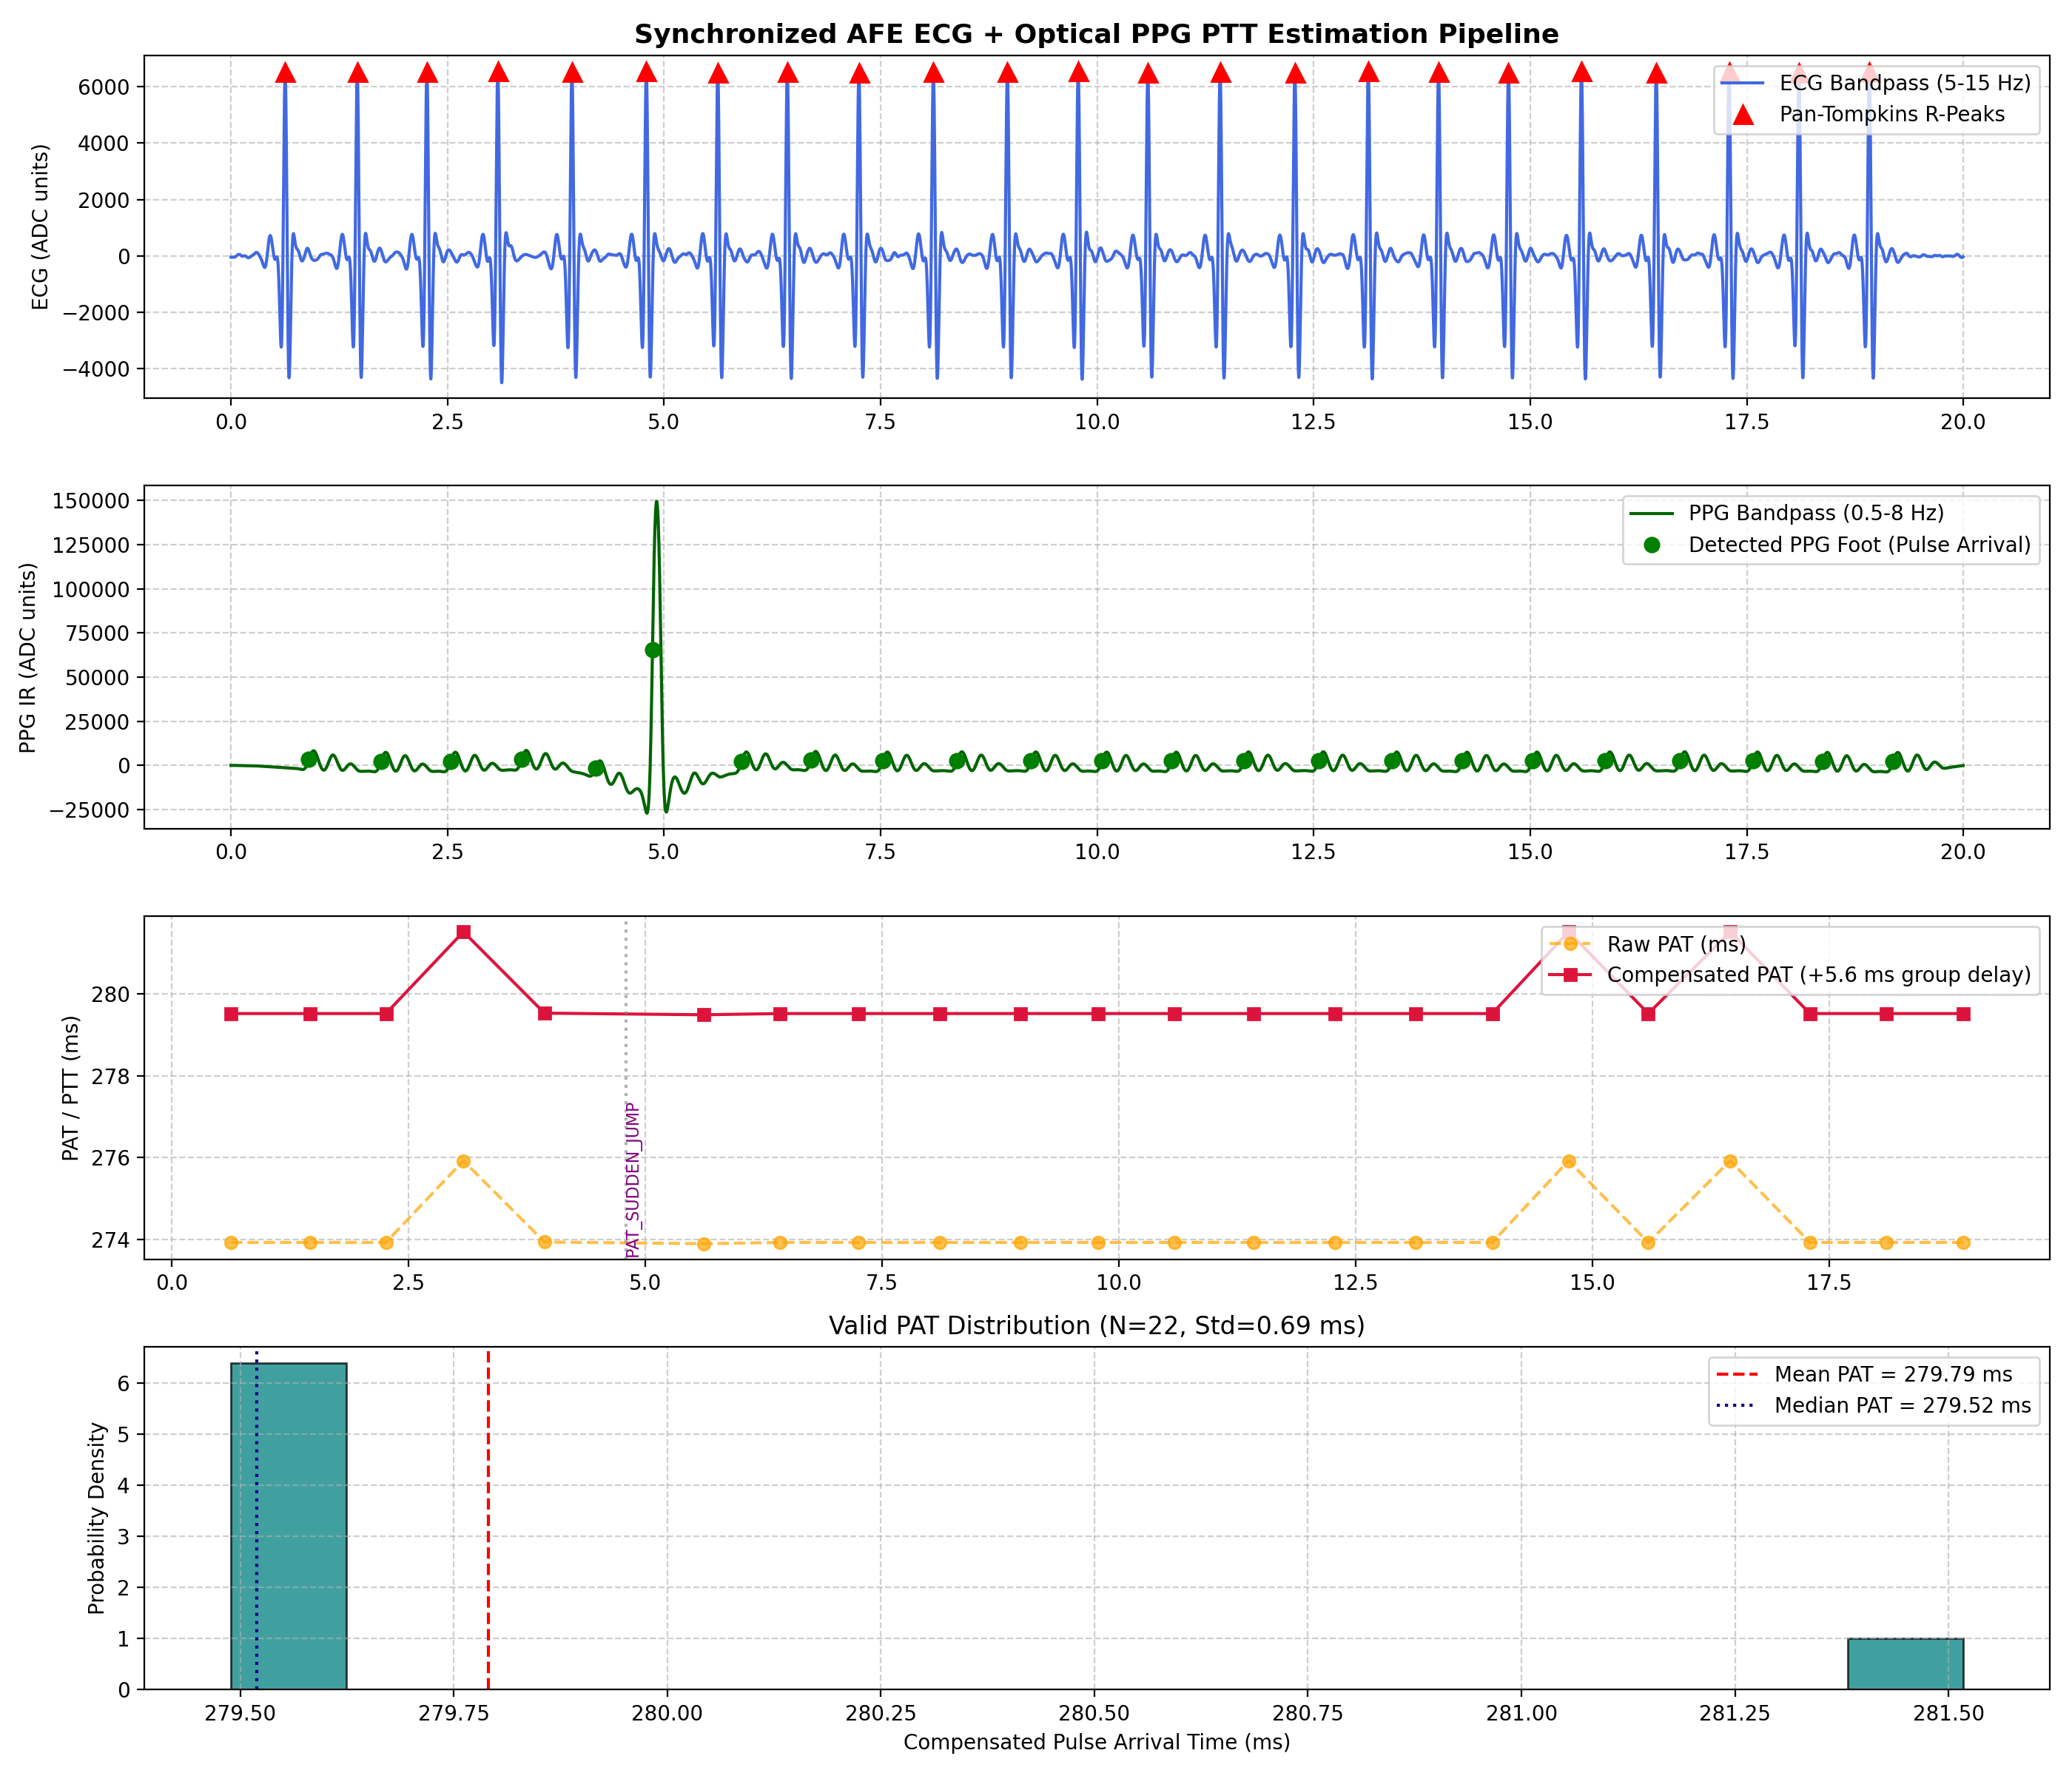 Synchronized AFE ECG + Optical PPG PTT Estimation Pipeline
ECG (ADC units)
6000
4000
2000
0
−2000
−4000
ECG Bandpass (5-15 Hz)
Pan-Tompkins R-Peaks
0.0 2.5 5.0 7.5 10.0 12.5 15.0 17.5 20.0
PPG IR (ADC units)
150000
125000
100000
75000
50000
25000
0
−25000
PPG Bandpass (0.5-8 Hz)
Detected PPG Foot (Pulse Arrival)
0.0 2.5 5.0 7.5 10.0 12.5 15.0 17.5 20.0
PAT / PTT (ms)
280
278
276
274
Raw PAT (ms)
Compensated PAT (+5.6 ms group delay)
PAT_SUDDEN_JUMP
0.0 2.5 5.0 7.5 10.0 12.5 15.0 17.5
Valid PAT Distribution (N=22, Std=0.69 ms)
Probability Density
6
5
4
3
2
1
0
Mean PAT = 279.79 ms
Median PAT = 279.52 ms
279.50 279.75 280.00 280.25 280.50 280.75 281.00 281.25 281.50
Compensated Pulse Arrival Time (ms)